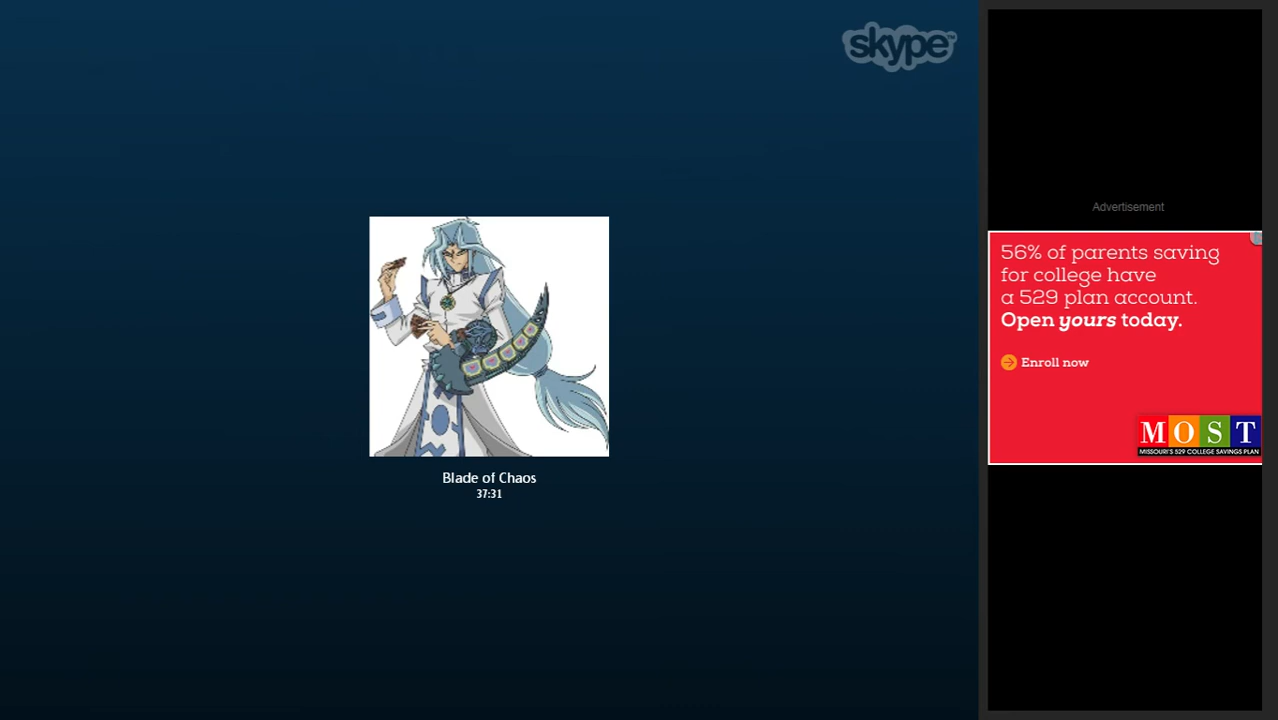 skype™
Blade of Chaos
37:31
Advertisement
56% of parents saving
for college have
a 529 plan account.
Open yours today.
Enroll now
MOST
MISSOURI'S 529 COLLEGE SAVINGS PLAN